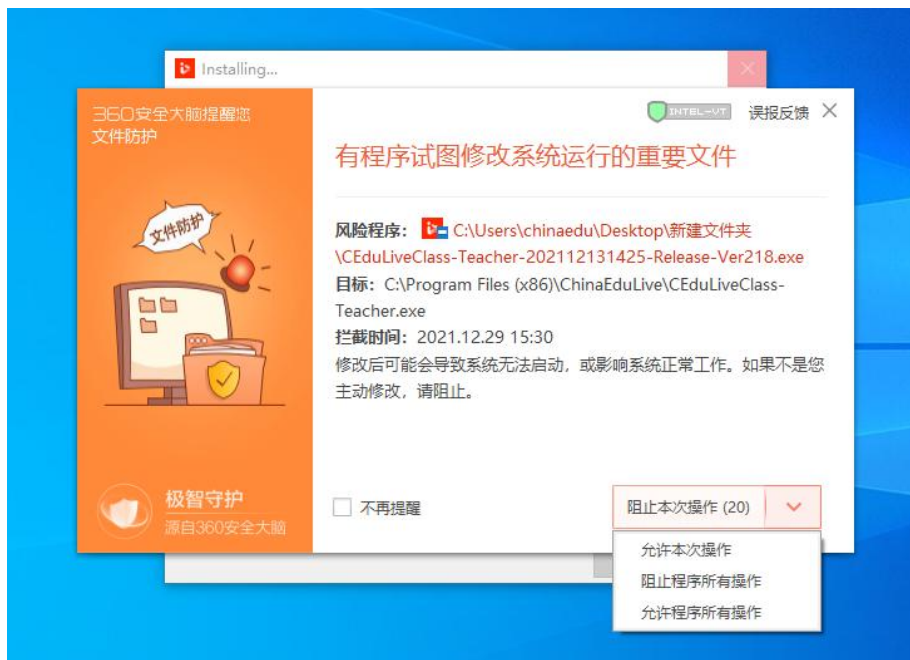 Installing...
360安全大脑提醒您
文件防护
INTEL-VT
误报反馈
有程序试图修改系统运行的重要文件
文件防护
风险程序： C:\Users\chinaedu\Desktop\新建文件夹
\CEduLiveClass-Teacher-202112131425-Release-Ver218.exe
目标：C:\Program Files (x86)\ChinaEduLive\CEduLiveClass-
Teacher.exe
拦截时间：2021.12.29 15:30
修改后可能会导致系统无法启动，或影响系统正常工作。如果不是您
主动修改，请阻止。
极智守护
源自360安全大脑
不再提醒
阻止本次操作 (20)
允许本次操作
阻止程序所有操作
允许程序所有操作